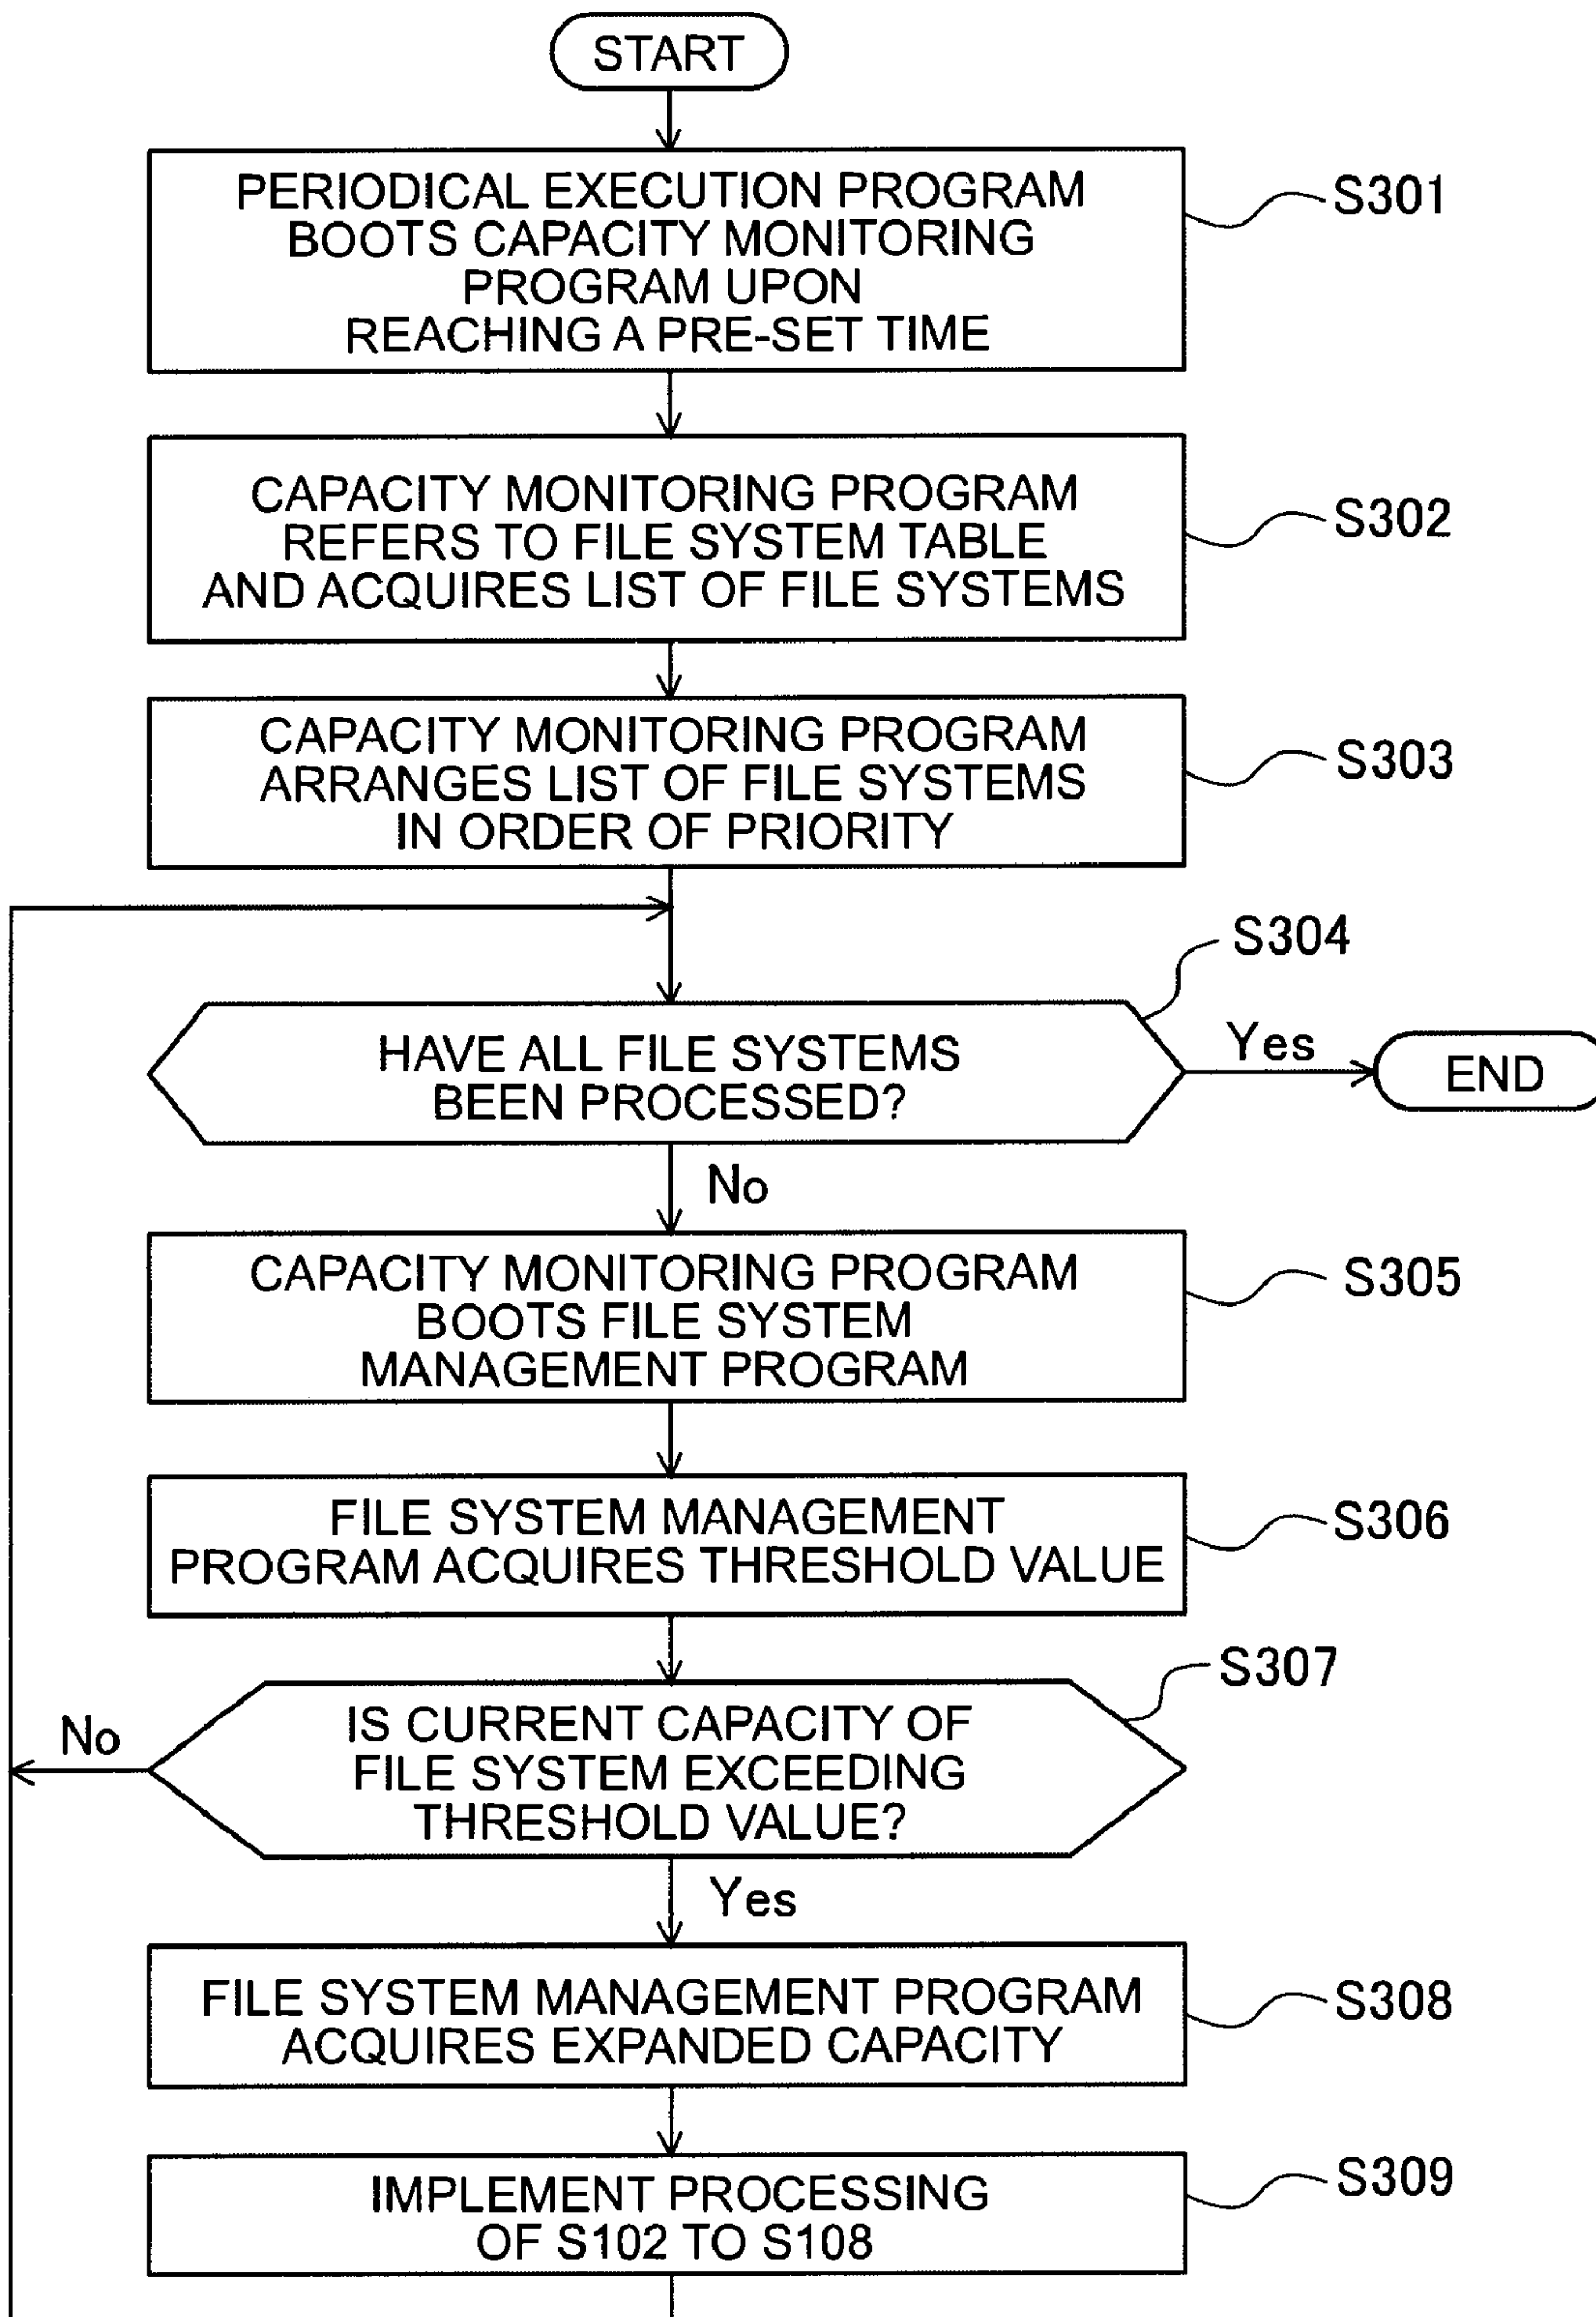 START
PERIODICAL EXECUTION PROGRAM
BOOTS CAPACITY MONITORING
PROGRAM UPON
REACHING A PRE-SET TIME
S301
CAPACITY MONITORING PROGRAM
REFERS TO FILE SYSTEM TABLE
AND ACQUIRES LIST OF FILE SYSTEMS
S302
CAPACITY MONITORING PROGRAM
ARRANGES LIST OF FILE SYSTEMS
IN ORDER OF PRIORITY
S303
S304
HAVE ALL FILE SYSTEMS
BEEN PROCESSED?
Yes
END
No
CAPACITY MONITORING PROGRAM
BOOTS FILE SYSTEM
MANAGEMENT PROGRAM
S305
FILE SYSTEM MANAGEMENT
PROGRAM ACQUIRES THRESHOLD VALUE
S306
S307
IS CURRENT CAPACITY OF
FILE SYSTEM EXCEEDING
THRESHOLD VALUE?
No
Yes
FILE SYSTEM MANAGEMENT PROGRAM
ACQUIRES EXPANDED CAPACITY
S308
IMPLEMENT PROCESSING
OF S102 TO S108
S309